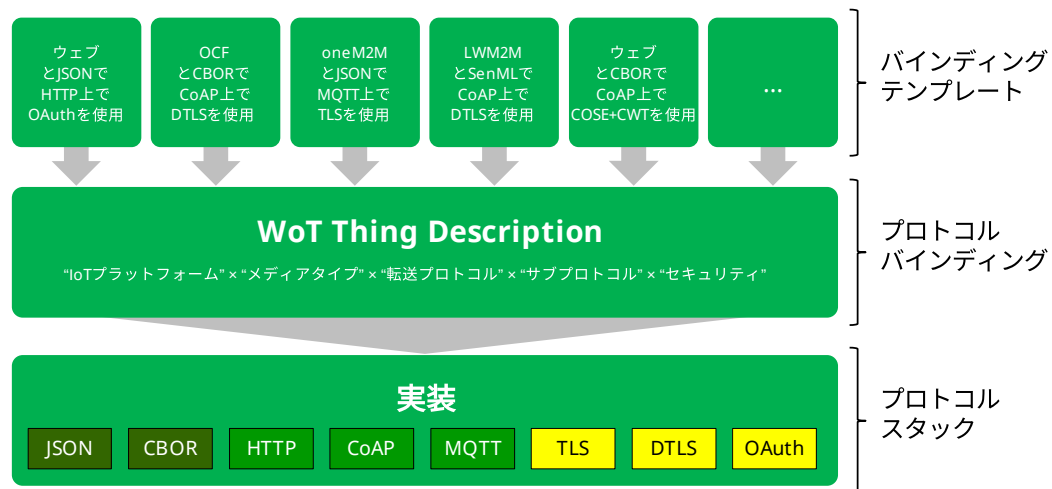 ウェブ
とJSONで
HTTP上で
OAuthを使用
OCF
とCBORで
CoAP上で
DTLSを使用
oneM2M
とJSONで
MQTT上で
TLSを使用
LWM2M
とSenMLで
CoAP上で
DTLSを使用
ウェブ
とCBORで
CoAP上で
COSE+CWTを使用
...
バインディング
テンプレート
WoT Thing Description
“IoTプラットフォーム” × “メディアタイプ” × “転送プロトコル” × “サブプロトコル” × “セキュリティ”
プロトコル
バインディング
実装
JSON
CBOR
HTTP
CoAP
MQTT
TLS
DTLS
OAuth
プロトコル
スタック